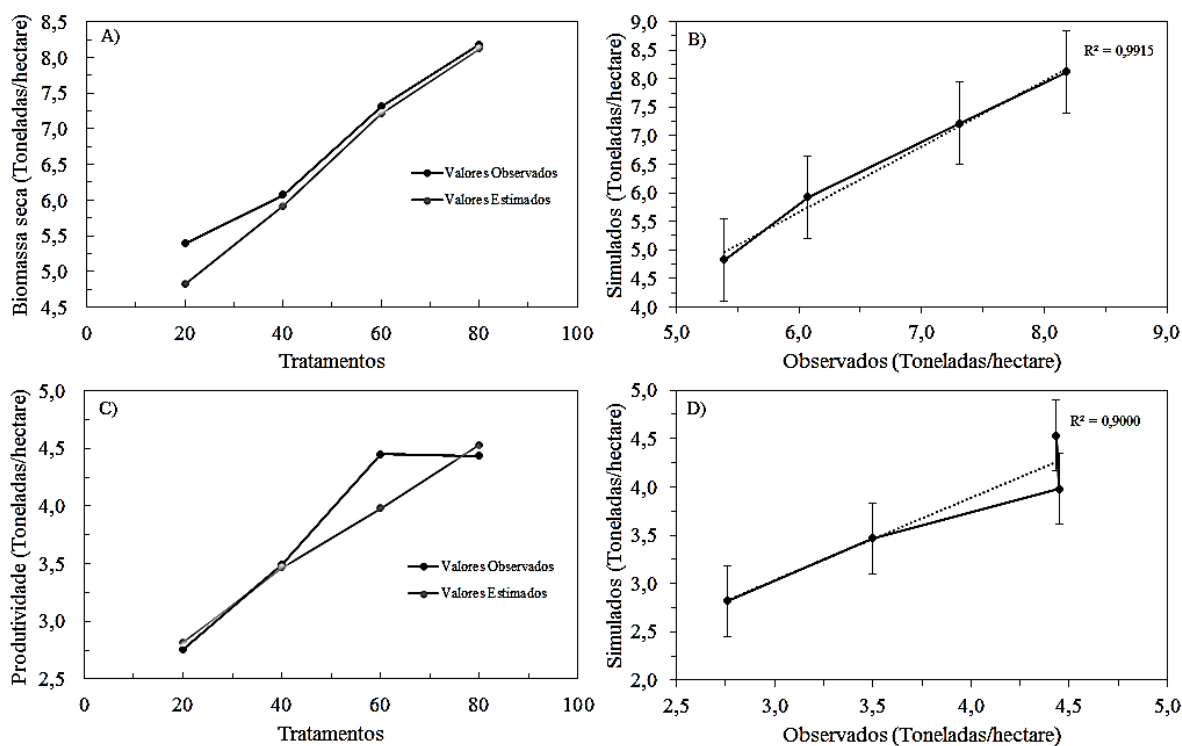 A)
Biomassa seca (Toneladas/hectare)
8,5
8,0
7,5
7,0
6,5
6,0
5,5
5,0
4,5
Valores Observados
Valores Estimados
0 20 40 60 80 100
Tratamentos
B)
R² = 0,9915
Simulados (Toneladas/hectare)
9,0
8,5
8,0
7,5
7,0
6,5
6,0
5,5
5,0
4,5
4,0
5,0 6,0 7,0 8,0 9,0
Observados (Toneladas/hectare)
C)
Produtividade (Toneladas/hectare)
5,0
4,5
4,0
3,5
3,0
2,5
Valores Observados
Valores Estimados
0 20 40 60 80 100
Tratamentos
D)
R² = 0,9000
Simulados (Toneladas/hectare)
5,0
4,5
4,0
3,5
3,0
2,5
2,0
2,5 3,0 3,5 4,0 4,5 5,0
Observados (Toneladas/hectare)